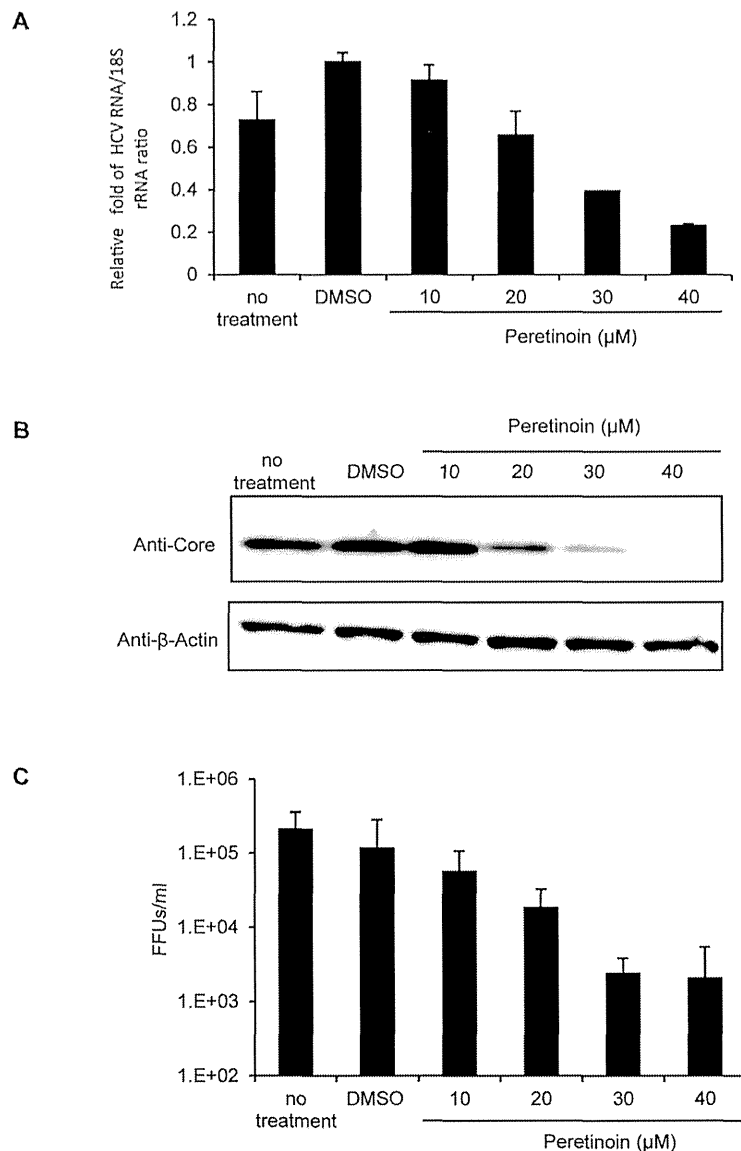 A
Relative fold of HCV RNA/18S
rRNA ratio
1.2
1
0.8
0.6
0.4
0.2
0
no
treatment
DMSO
10
20
30
40
Peretinoin (µM)
B
Peretinoin (µM)
no
treatment
DMSO
10
20
30
40
Anti-Core
Anti-β-Actin
C
FFUs/ml
1.E+06
1.E+05
1.E+04
1.E+03
1.E+02
no
treatment
DMSO
10
20
30
40
Peretinoin (µM)